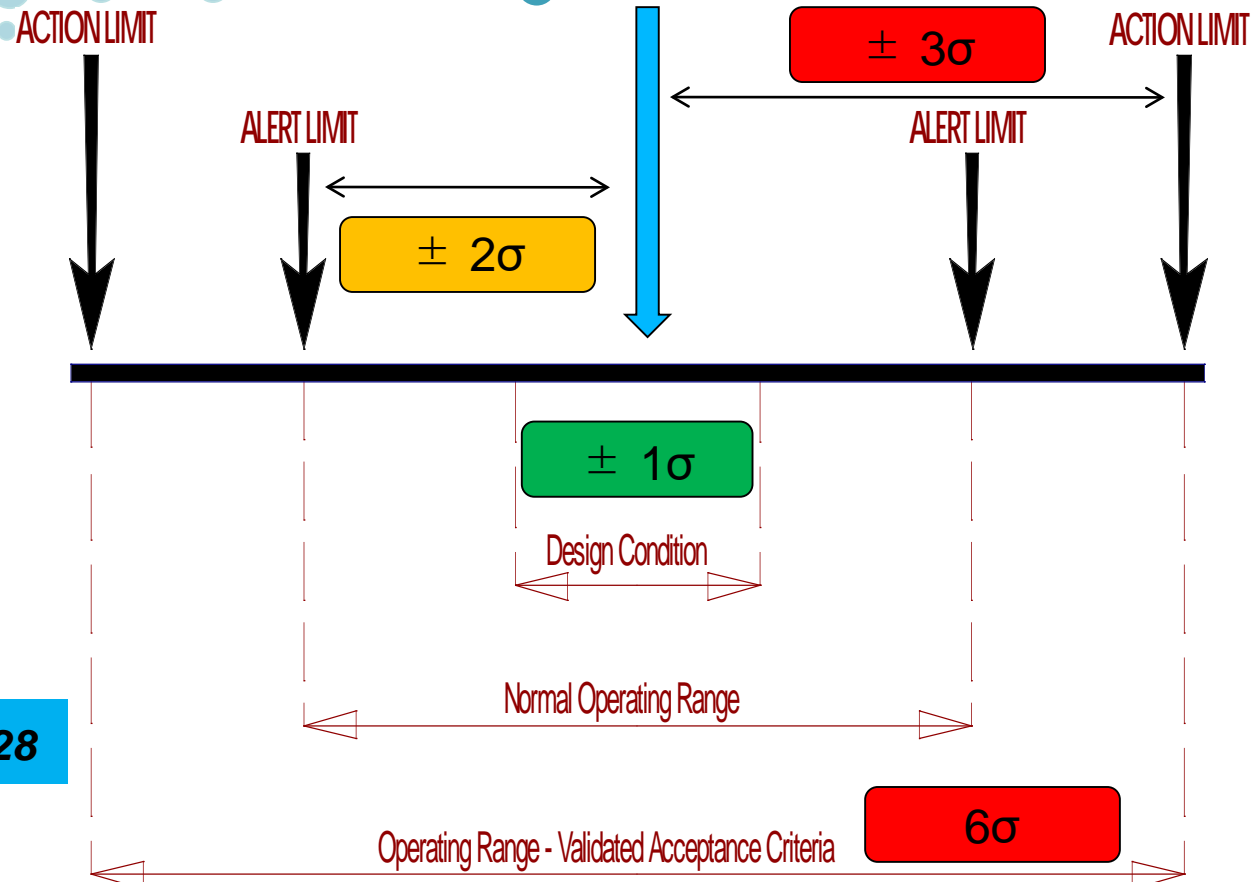 ACTION LIMIT
ACTION LIMIT
± 3σ
ALERT LIMIT
ALERT LIMIT
± 2σ
± 1σ
Design Condition
Normal Operating Range
28
6σ
Operating Range - Validated Acceptance Criteria